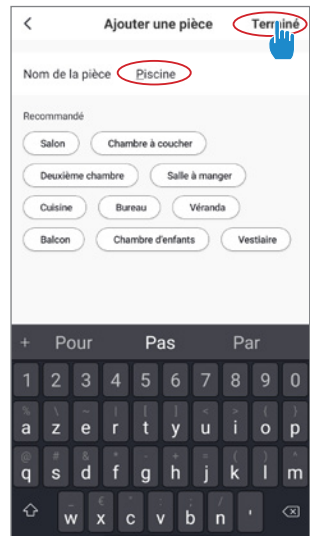 Ajouter une pièce Terminé
Nom de la pièce Piscine
Recommandé
Salon Chambre à coucher
Deuxième chambre Salle à manger
Cuisine Bureau Véranda
Balcon Chambre d'enfants Vestiaire
+ Pour Pas Par
1 2 3 4 5 6 7 8 9 0
a z e r t y u i o p
q s d f g h j k l m
w x c v b n '